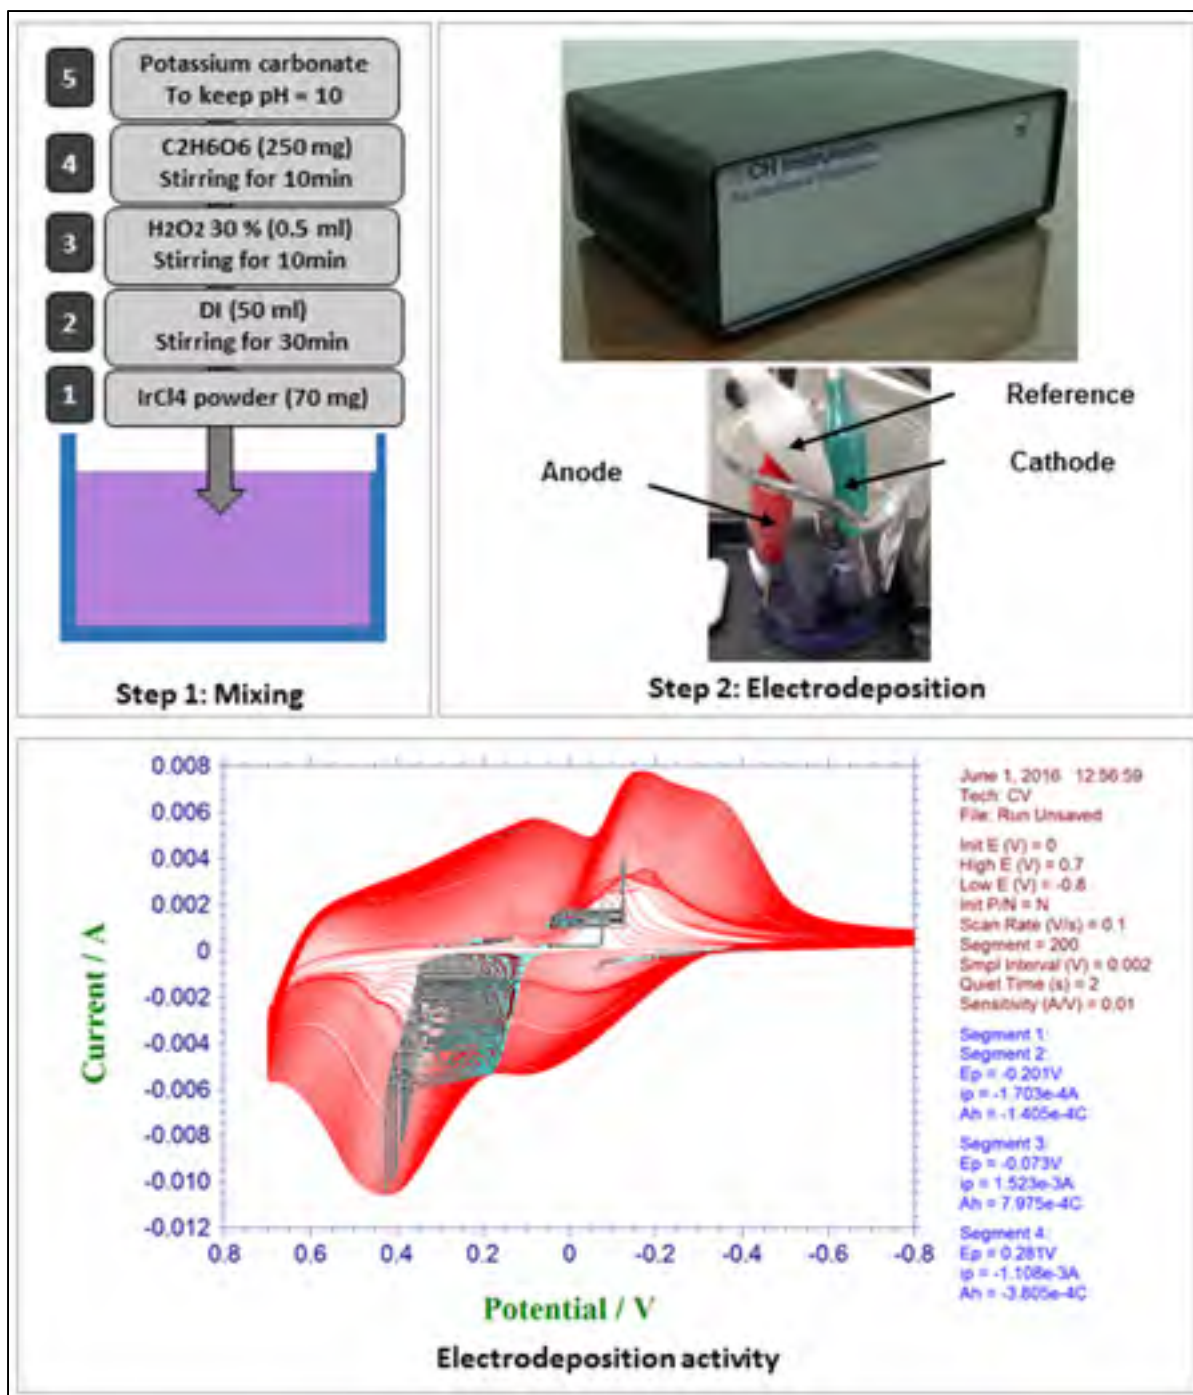 5
Potassium carbonate
To keep pH = 10
4
C2H6O6 (250 mg)
Stirring for 10min
3
H2O2 30 % (0.5 ml)
Stirring for 10min
2
DI (50 ml)
Stirring for 30min
1
IrCl4 powder (70 mg)
Step 1: Mixing
CH Instruments
Reference
Cathode
Anode
Step 2: Electrodeposition
0.008
0.006
0.004
0.002
0
-0.002
-0.004
-0.006
-0.008
-0.010
-0.012
Current / A
0.8
0.6
0.4
0.2
0
-0.2
-0.4
-0.6
-0.8
Potential / V
Electrodeposition activity
June 1, 2016 12:56:59
Tech: CV
File: Run Unsaved
Init E (V) = 0
High E (V) = 0.7
Low E (V) = -0.8
Init P/N = N
Scan Rate (V/s) = 0.1
Segment = 200
Smpl Interval (V) = 0.002
Quiet Time (s) = 2
Sensitivity (A/V) = 0.01
Segment 1:
Segment 2:
Ep = -0.201V
ip = -1.703e-4A
Ah = -1.405e-4C
Segment 3:
Ep = -0.073V
ip = 1.523e-3A
Ah = 7.975e-4C
Segment 4:
Ep = 0.281V
ip = -1.108e-3A
Ah = -3.805e-4C